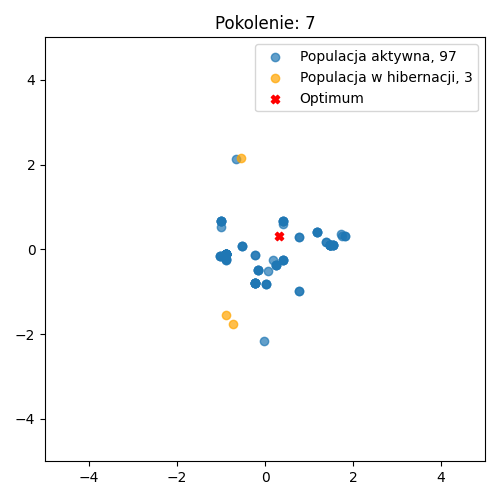 Pokolenie: 7
Populacja aktywna, 97
Populacja w hibernacji, 3
Optimum
4
2
0
−2
−4
−4
−2
0
2
4